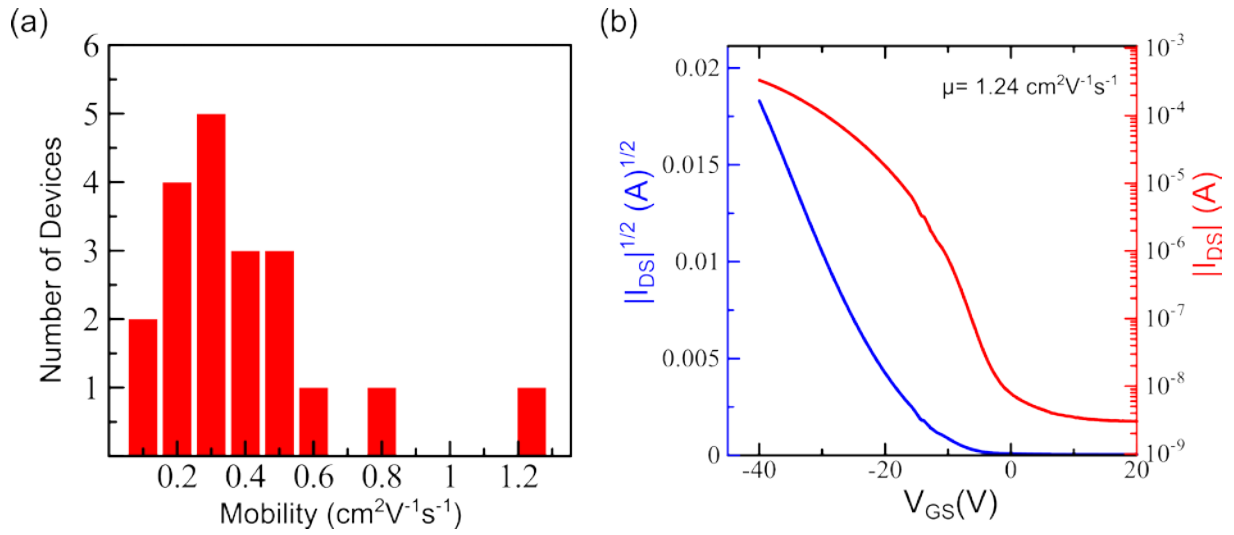 (a)
6
5
4
3
2
1
Number of Devices
0.2 0.4 0.6 0.8 1 1.2
Mobility (cm²V⁻¹s⁻¹)
(b)
μ= 1.24 cm²V⁻¹s⁻¹
0.02
0.015
0.01
0.005
0
|I_DS|^1/2 (A)^1/2
10⁻³
10⁻⁴
10⁻⁵
10⁻⁶
10⁻⁷
10⁻⁸
10⁻⁹
|I_DS| (A)
-40 -20 0 20
V_GS(V)